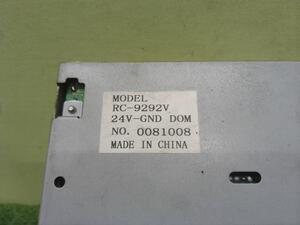 MODEL
RC-9292V
24V-GND DOM
NO. 0081008
MADE IN CHINA